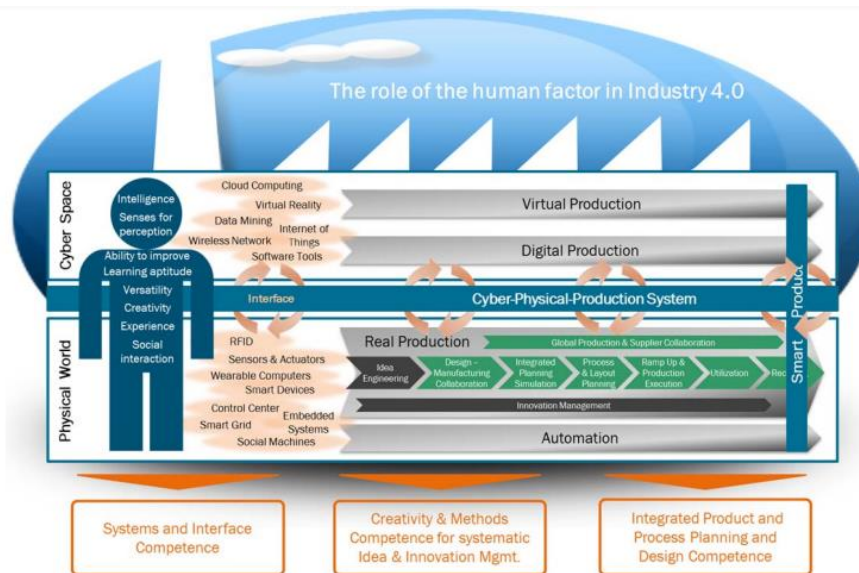 The role of the human factor in Industry 4.0
Cyber Space
Intelligence
Senses for
perception
Ability to improve
Learning aptitude
Versatility
Creativity
Experience
Social
interaction
Cloud Computing
Virtual Reality
Data Mining
Internet of
Things
Wireless Network
Software Tools
Virtual Production
Digital Production
Interface
Cyber-Physical-Production System
Smart Product
Physical World
RFID
Sensors & Actuators
Wearable Computers
Smart Devices
Control Center
Embedded
Systems
Smart Grid
Social Machines
Real Production
Global Production & Supplier Collaboration
Idea
Engineering
Design –
Manufacturing
Collaboration
Integrated
Planning
Simulation
Process
& Layout
Planning
Ramp Up &
Production
Execution
Utilization
Rec
Innovation Management
Automation
Systems and Interface
Competence
Creativity & Methods
Competence for systematic
Idea & Innovation Mgmt.
Integrated Product and
Process Planning and
Design Competence